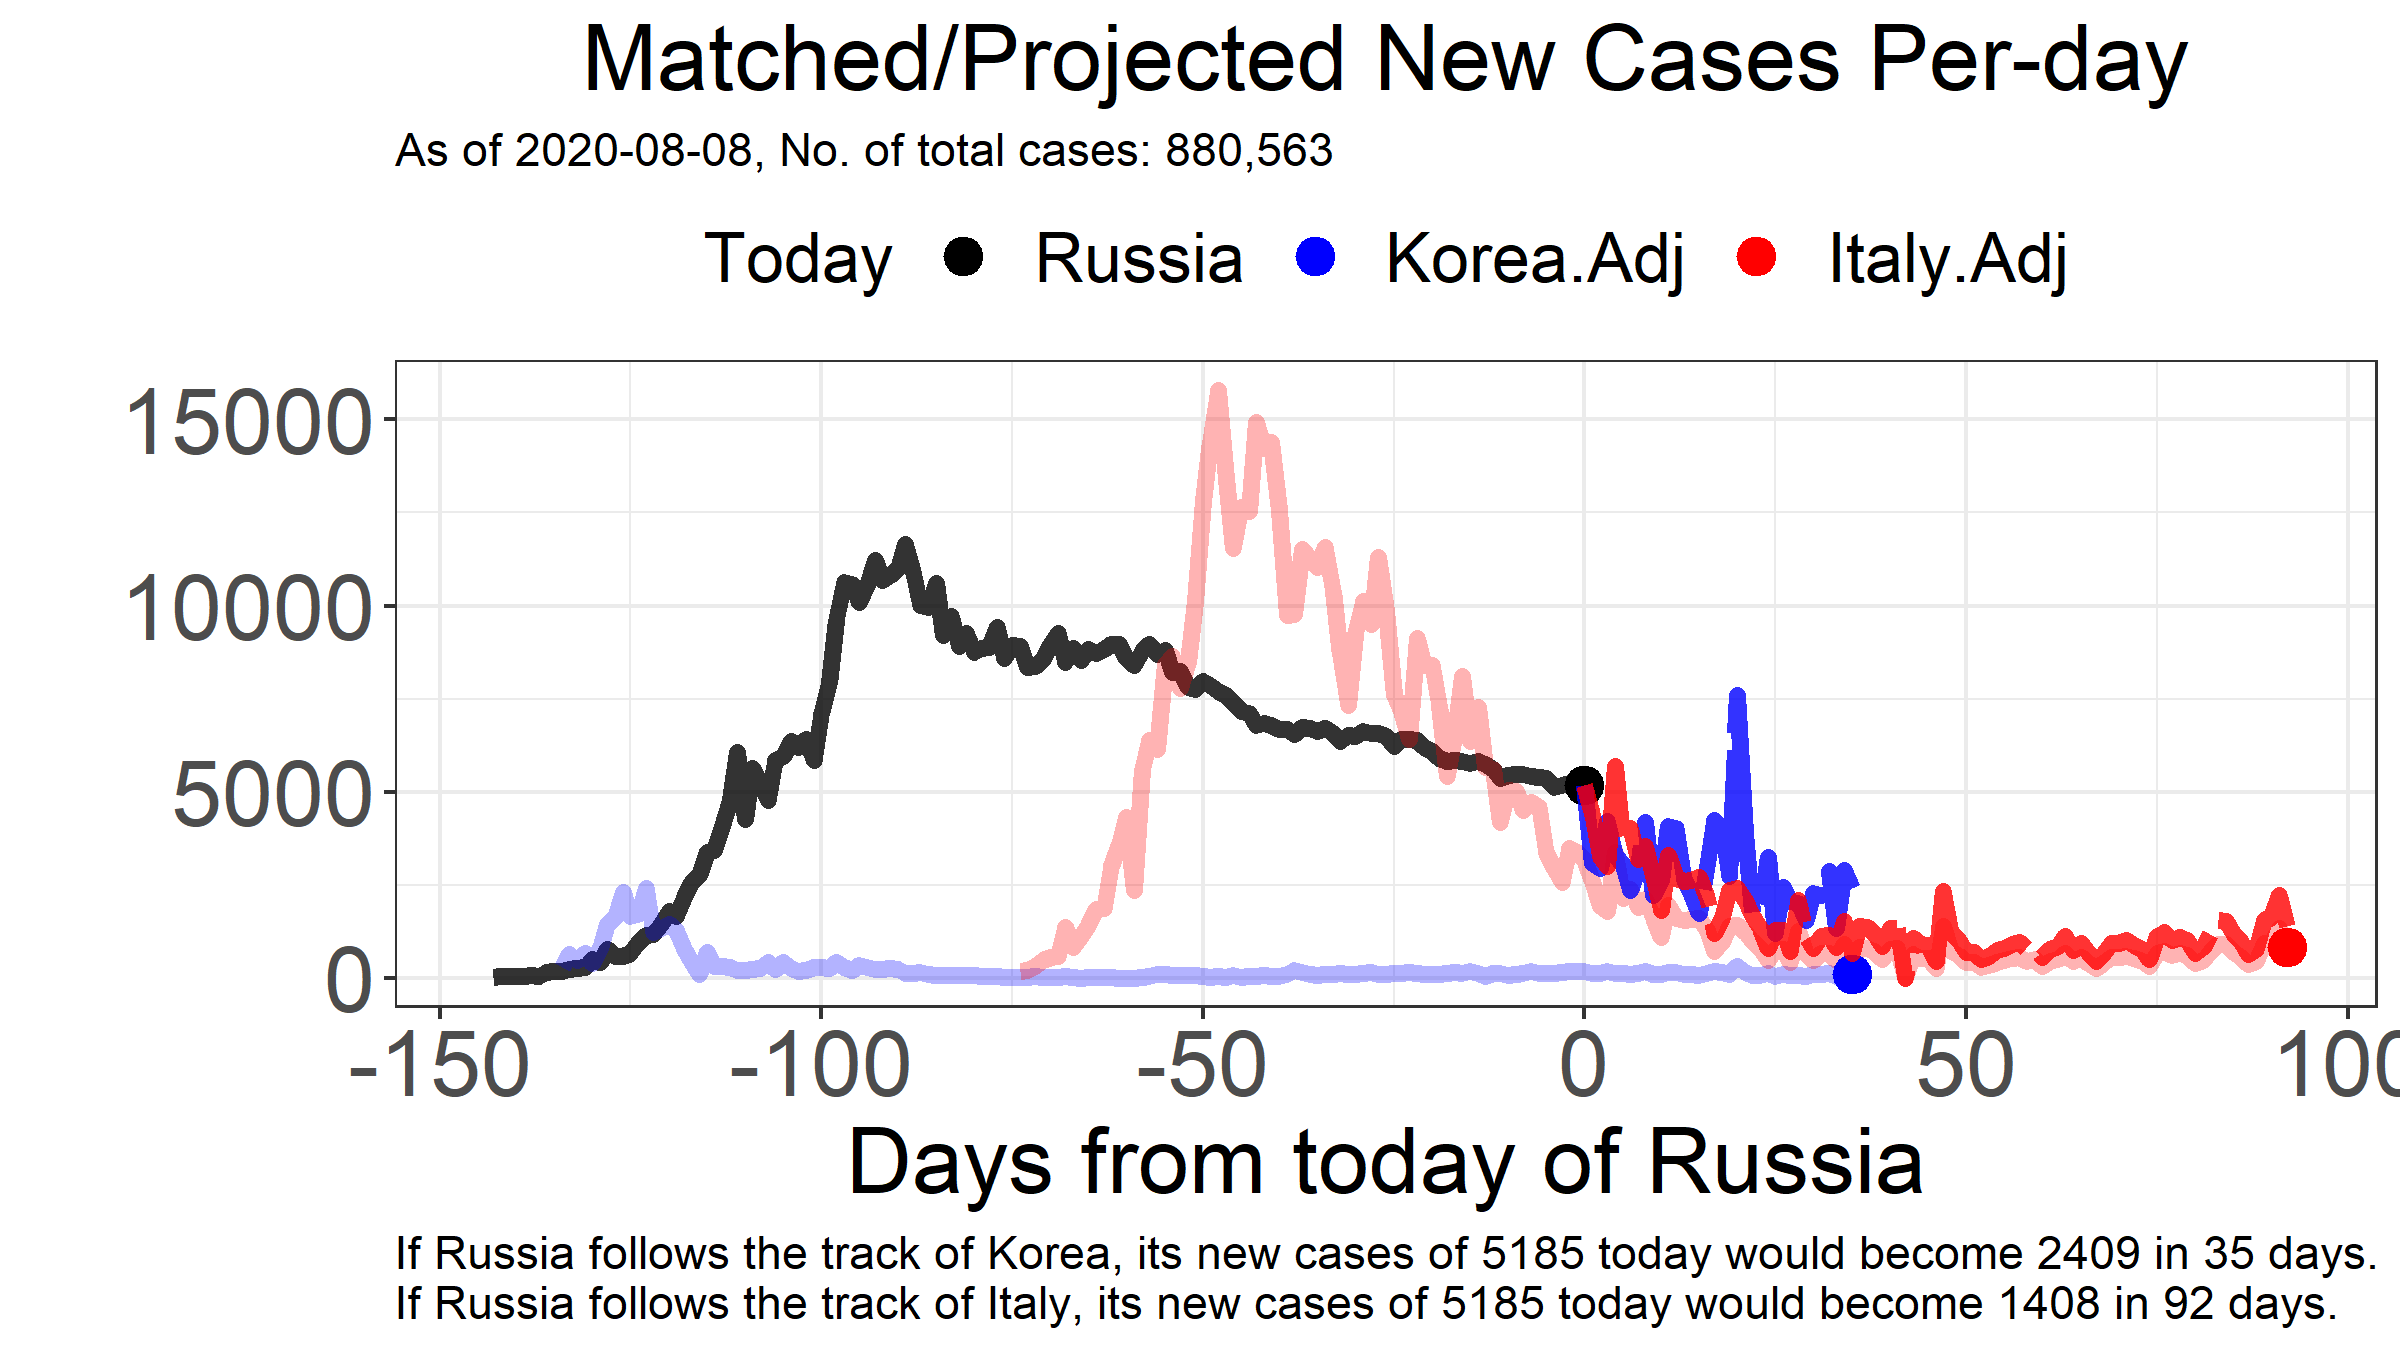 Matched/Projected New Cases Per-day
As of 2020-08-08, No. of total cases: 880,563
Today Russia Korea.Adj Italy.Adj
15000
10000
5000
0
-150 -100 -50 0 50 100
Days from today of Russia
If Russia follows the track of Korea, its new cases of 5185 today would become 2409 in 35 days.
If Russia follows the track of Italy, its new cases of 5185 today would become 1408 in 92 days.